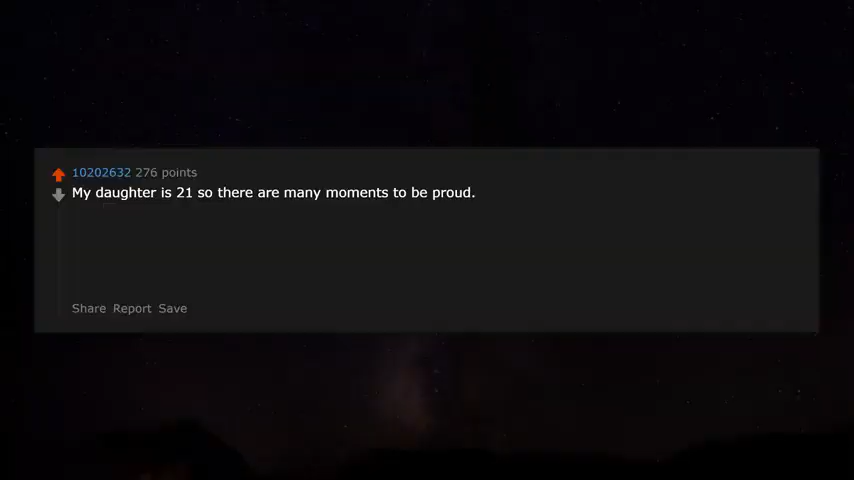 10202632 276 points
My daughter is 21 so there are many moments to be proud.
Share Report Save